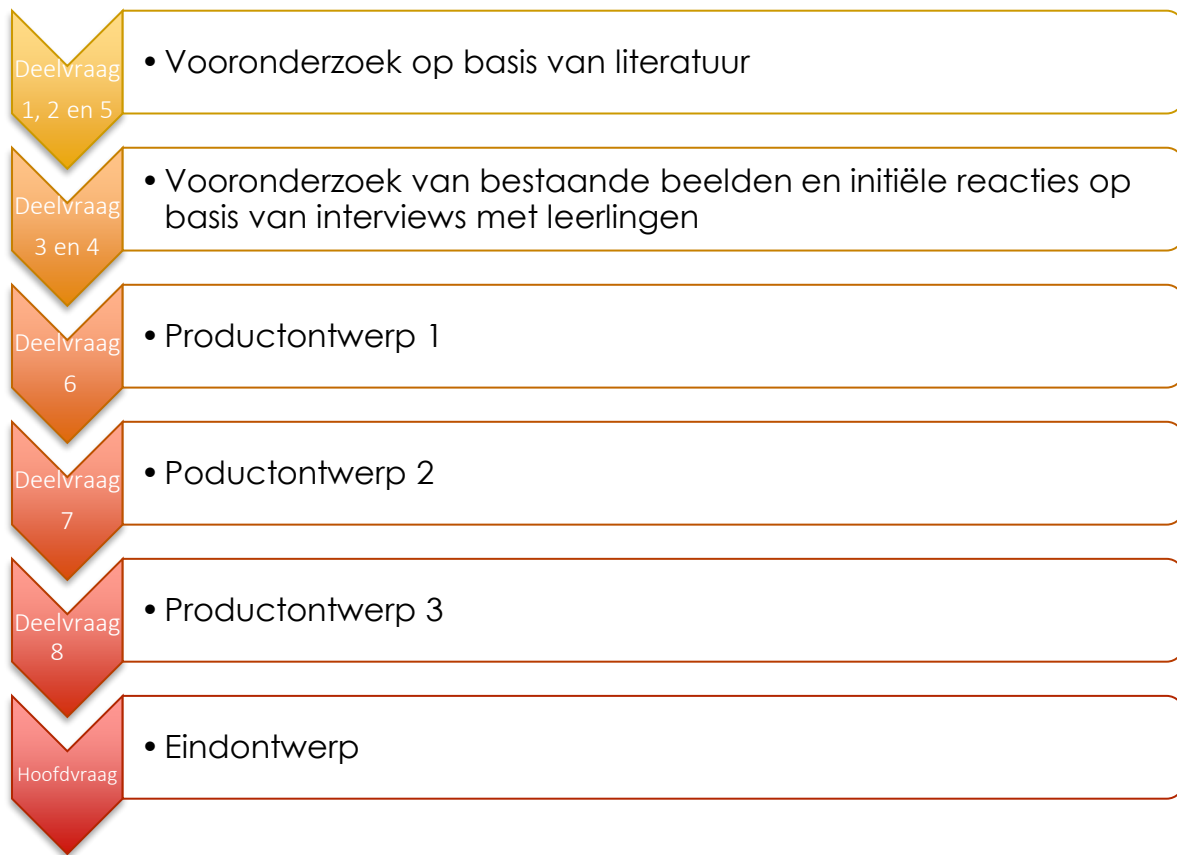 Deelvraag
1, 2 en 5
• Vooronderzoek op basis van literatuur
Deelvraag
3 en 4
• Vooronderzoek van bestaande beelden en initiële reacties op
basis van interviews met leerlingen
Deelvraag
6
• Productontwerp 1
Deelvraag
7
• Poductontwerp 2
Deelvraag
8
• Productontwerp 3
Hoofdvraag
• Eindontwerp